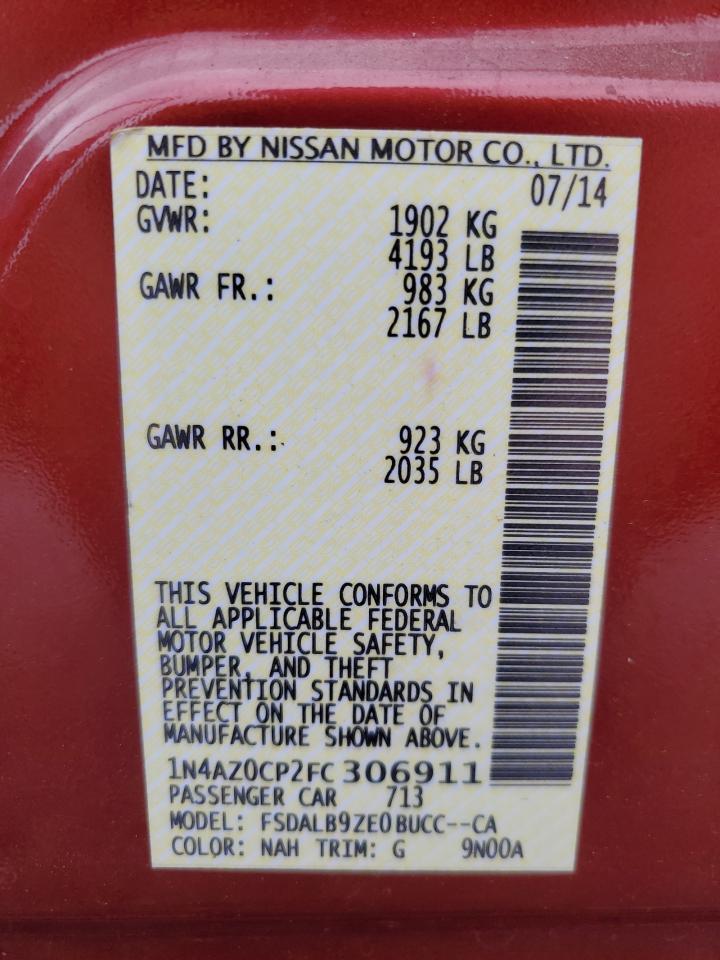 MFD BY NISSAN MOTOR CO., LTD.
DATE: 07/14
GVWR: 1902 KG
4193 LB
GAWR FR.: 983 KG
2167 LB
GAWR RR.: 923 KG
2035 LB
THIS VEHICLE CONFORMS TO
ALL APPLICABLE FEDERAL
MOTOR VEHICLE SAFETY,
BUMPER, AND THEFT
PREVENTION STANDARDS IN
EFFECT ON THE DATE OF
MANUFACTURE SHOWN ABOVE.
1N4AZ0CP2FC306911
PASSENGER CAR 713
MODEL: FSDALB9ZE0BUCC--CA
COLOR: NAH TRIM: G 9N00A